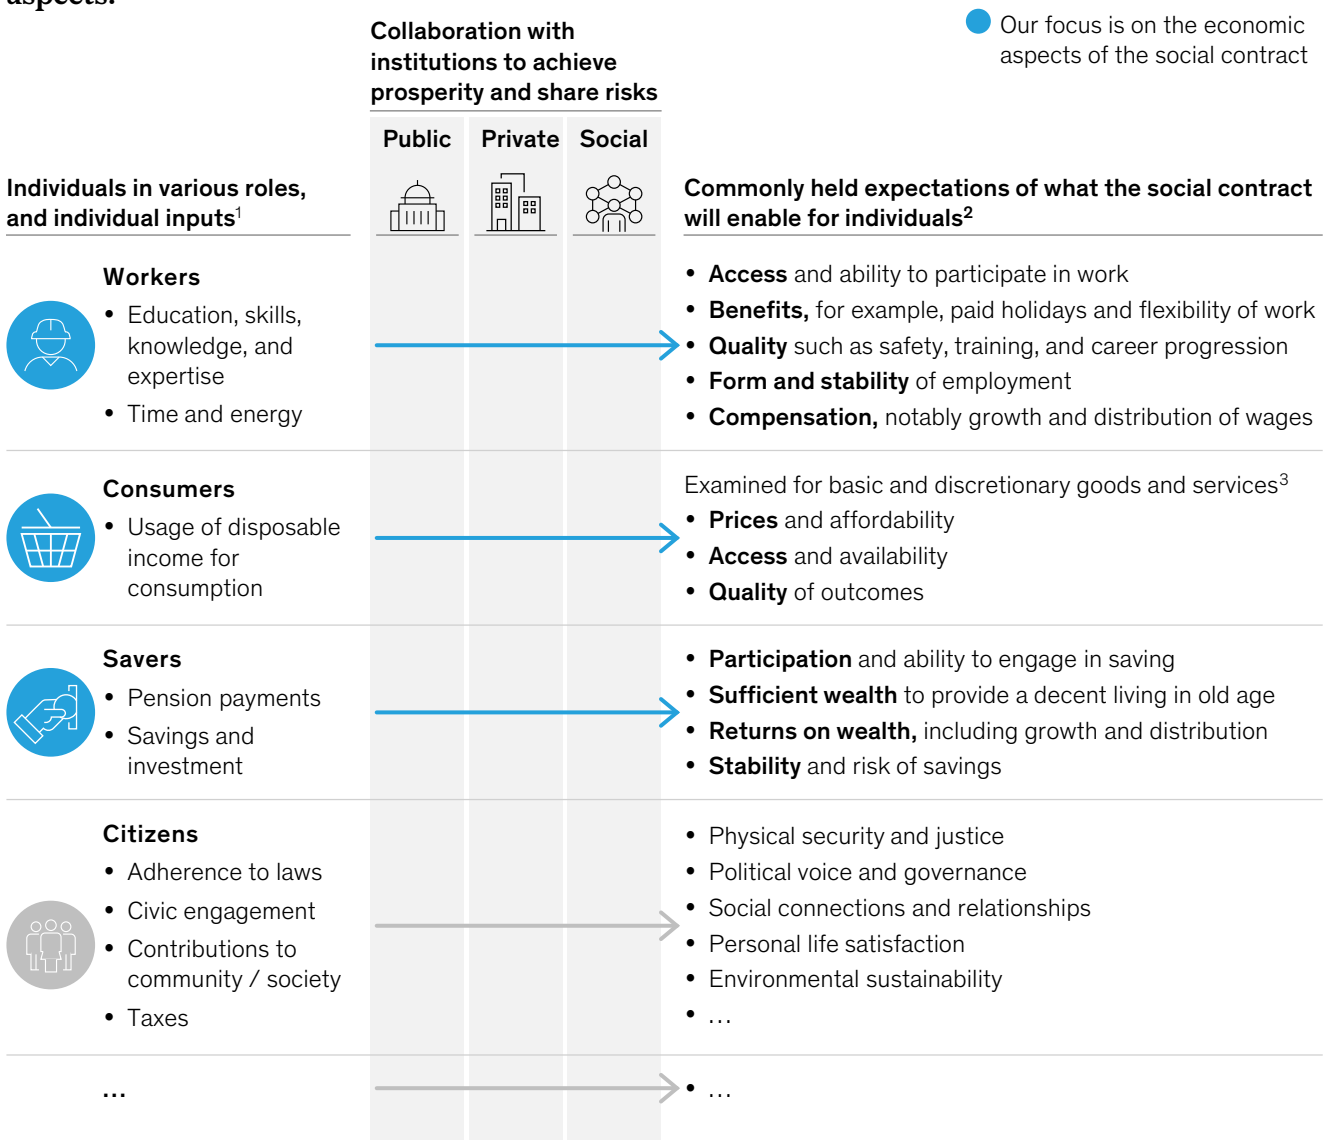 aspects.
Our focus is on the economic
aspects of the social contract
Collaboration with
institutions to achieve
prosperity and share risks
Public Private Social
Individuals in various roles,
and individual inputs¹
Commonly held expectations of what the social contract
will enable for individuals²
Workers
• Education, skills,
knowledge, and
expertise
• Time and energy
• Access and ability to participate in work
• Benefits, for example, paid holidays and flexibility of work
• Quality such as safety, training, and career progression
• Form and stability of employment
• Compensation, notably growth and distribution of wages
Consumers
• Usage of disposable
income for
consumption
Examined for basic and discretionary goods and services³
• Prices and affordability
• Access and availability
• Quality of outcomes
Savers
• Pension payments
• Savings and
investment
• Participation and ability to engage in saving
• Sufficient wealth to provide a decent living in old age
• Returns on wealth, including growth and distribution
• Stability and risk of savings
Citizens
• Adherence to laws
• Civic engagement
• Contributions to
community / society
• Taxes
• Physical security and justice
• Political voice and governance
• Social connections and relationships
• Personal life satisfaction
• Environmental sustainability
• …
…
• …